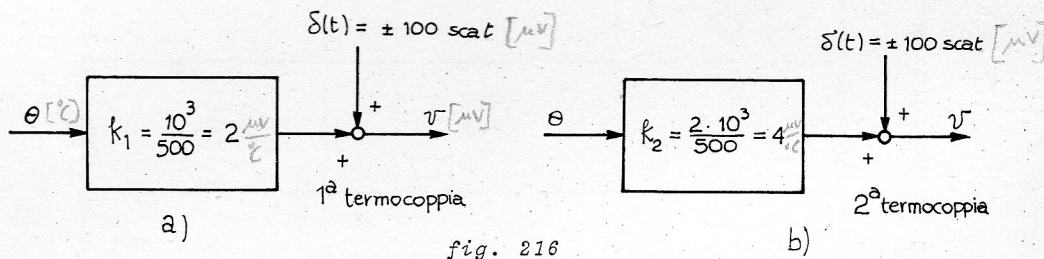 δ(t) = ± 100 scat [μV]
θ [°C]
k₁ = 10³/500 = 2 μV/°C
+
+
v [μV]
1ª termocoppia
a)
δ(t) = ± 100 scat [μV]
θ
k₂ = 2·10³/500 = 4 μV/°C
+
+
v
2ª termocoppia
b)
fig. 216